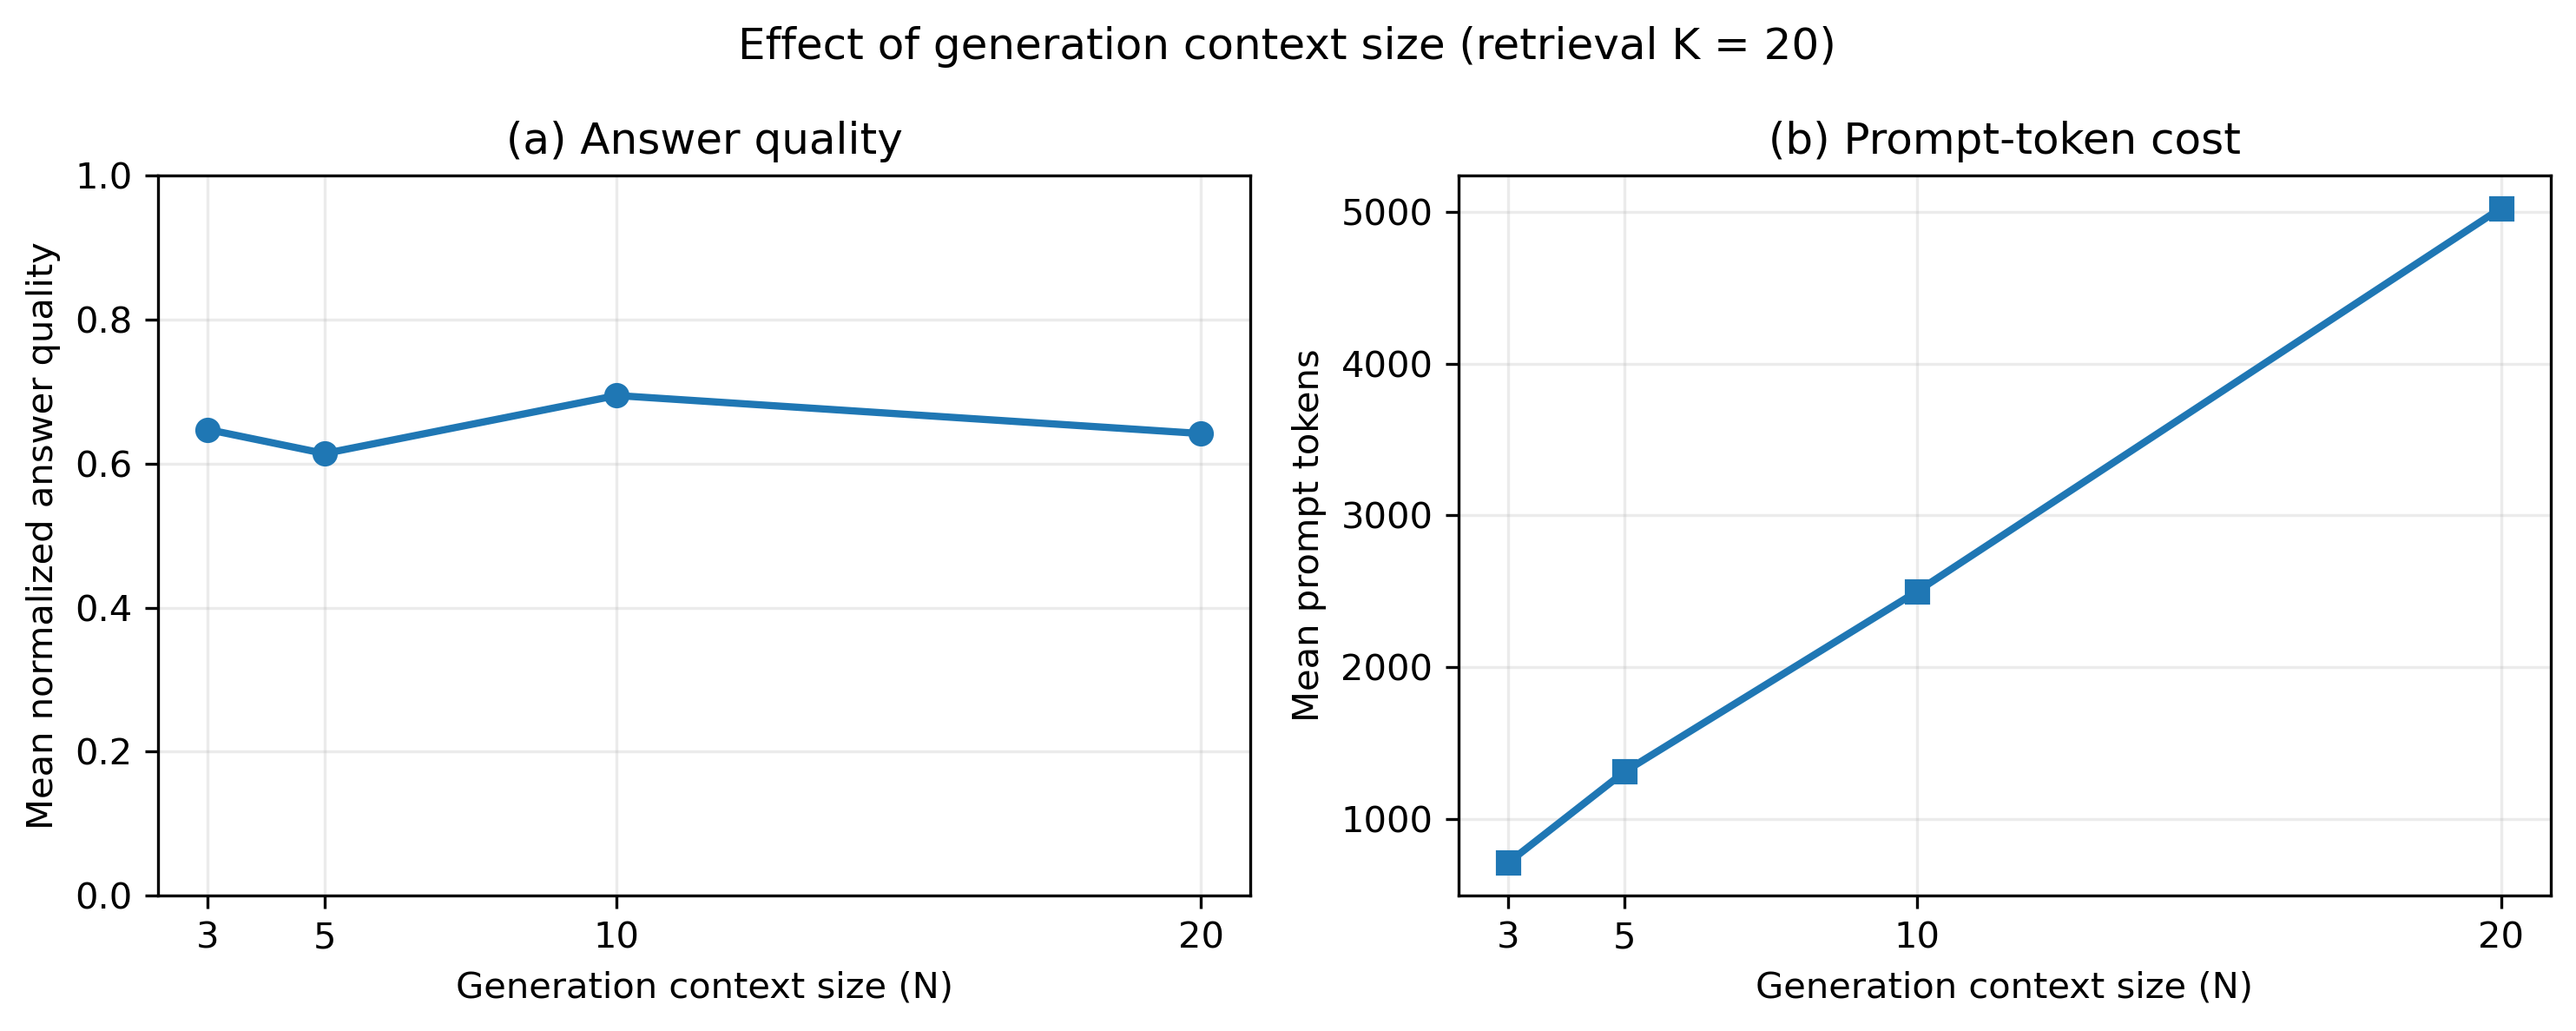 Effect of generation context size (retrieval K = 20)
(a) Answer quality
Mean normalized answer quality
1.0
0.8
0.6
0.4
0.2
0.0
3 5 10 20
Generation context size (N)
(b) Prompt-token cost
Mean prompt tokens
5000
4000
3000
2000
1000
3 5 10 20
Generation context size (N)